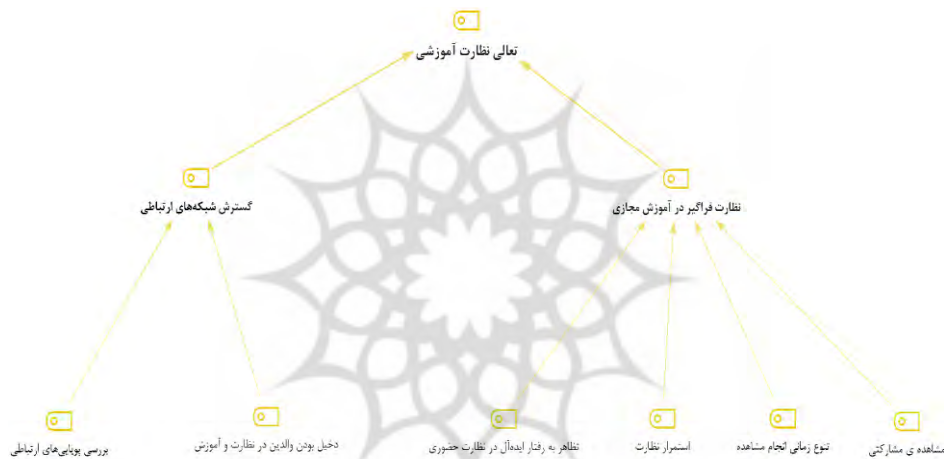 تعالی نظارت آموزشی
نظارت فراگیر در آموزش مجازی
گسترش شبکه‌های ارتباطی
مشاهده ی مشارکتی
تنوع زمانی انجام مشاهده
استمرار نظارت
تظاهر به رفتار ایده‌آل در نظارت حضوری
دخیل بودن والدین در نظارت و آموزش
بررسی پویایی‌های ارتباطی